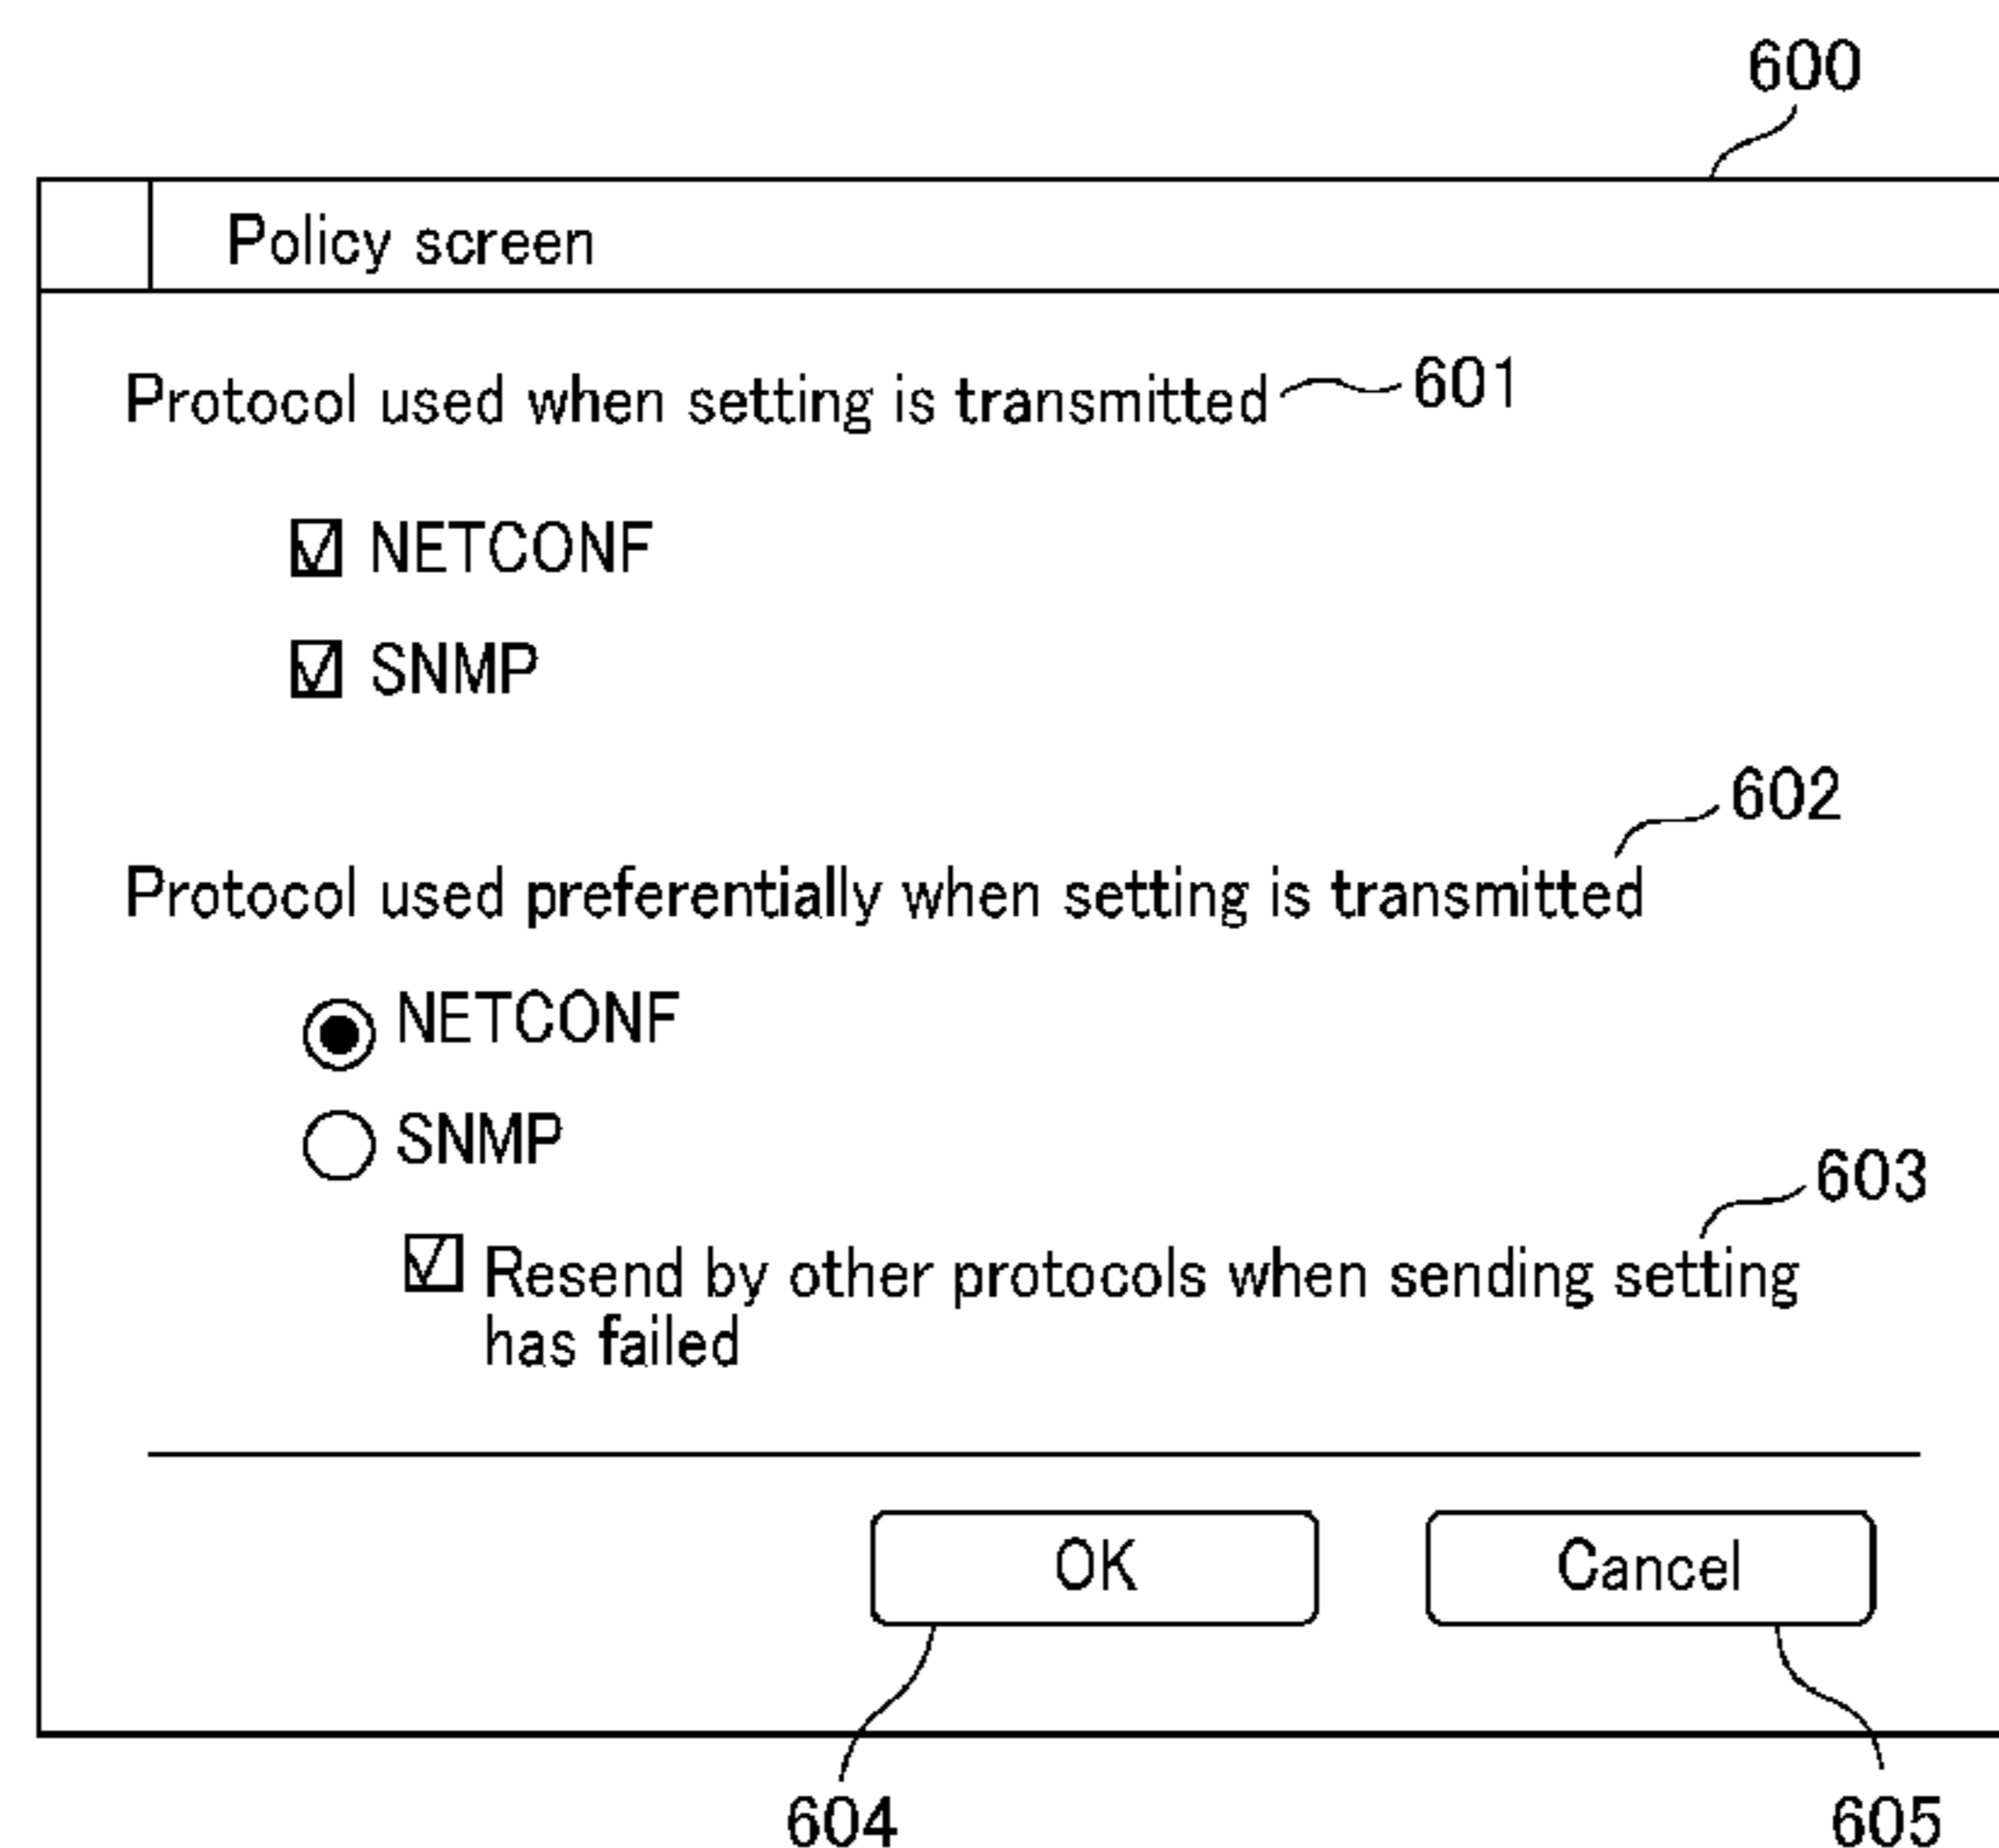 600
Policy screen
Protocol used when setting is transmitted 601
NETCONF
SNMP
602
Protocol used preferentially when setting is transmitted
NETCONF
SNMP
603
Resend by other protocols when sending setting
has failed
OK Cancel
604 605